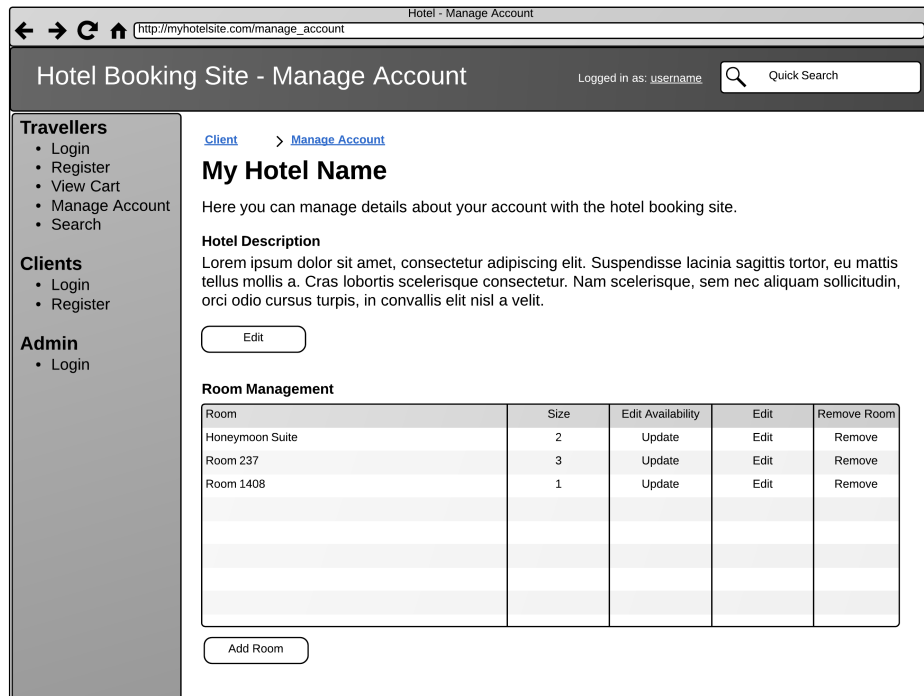 Hotel - Manage Account
http://myhotelsite.com/manage_account
Hotel Booking Site - Manage Account
Logged in as: username
Quick Search
Travellers
• Login
• Register
• View Cart
• Manage Account
• Search
Clients
• Login
• Register
Admin
• Login
Client > Manage Account
My Hotel Name
Here you can manage details about your account with the hotel booking site.
Hotel Description
Lorem ipsum dolor sit amet, consectetur adipiscing elit. Suspendisse lacinia sagittis tortor, eu mattis
tellus mollis a. Cras lobortis scelerisque consectetur. Nam scelerisque, sem nec aliquam sollicitudin,
orci odio cursus turpis, in convallis elit nisl a velit.
Edit
Room Management
Room Size Edit Availability Edit Remove Room
Honeymoon Suite 2 Update Edit Remove
Room 237 3 Update Edit Remove
Room 1408 1 Update Edit Remove
Add Room